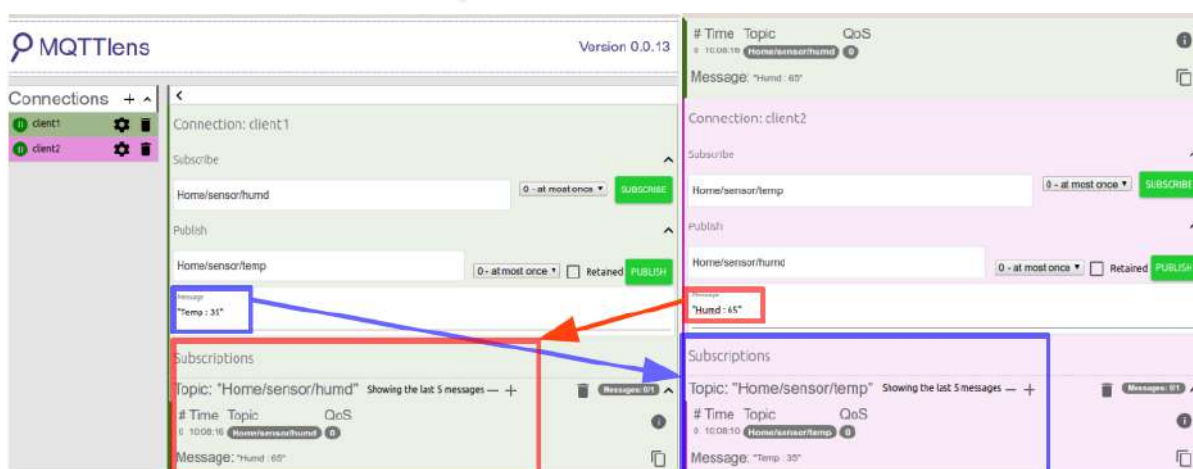 MQTTlens
Version 0.0.13
Connections
client1
client2
Connection: client1
Subscribe
Home/sensor/humd
0 - at most once
SUBSCRIBE
Publish
Home/sensor/temp
0 - at most once
Retained
PUBLISH
Message
"Temp : 35"
Subscriptions
Topic: "Home/sensor/humd" Showing the last 5 messages — +
Messages: 0/1
# Time Topic QoS
0 10:08:16 Home/sensor/humd 0
Message: "Humd : 65"
# Time Topic QoS
0 10:08:16 Home/sensor/humd 0
Message: "Humd : 65"
Connection: client2
Subscribe
Home/sensor/temp
0 - at most once
SUBSCRIBE
Publish
Home/sensor/humd
0 - at most once
Retained
PUBLISH
Message
"Humd : 65"
Subscriptions
Topic: "Home/sensor/temp" Showing the last 5 messages — +
Messages: 0/1
# Time Topic QoS
0 10:08:10 Home/sensor/temp 0
Message: "Temp : 35"